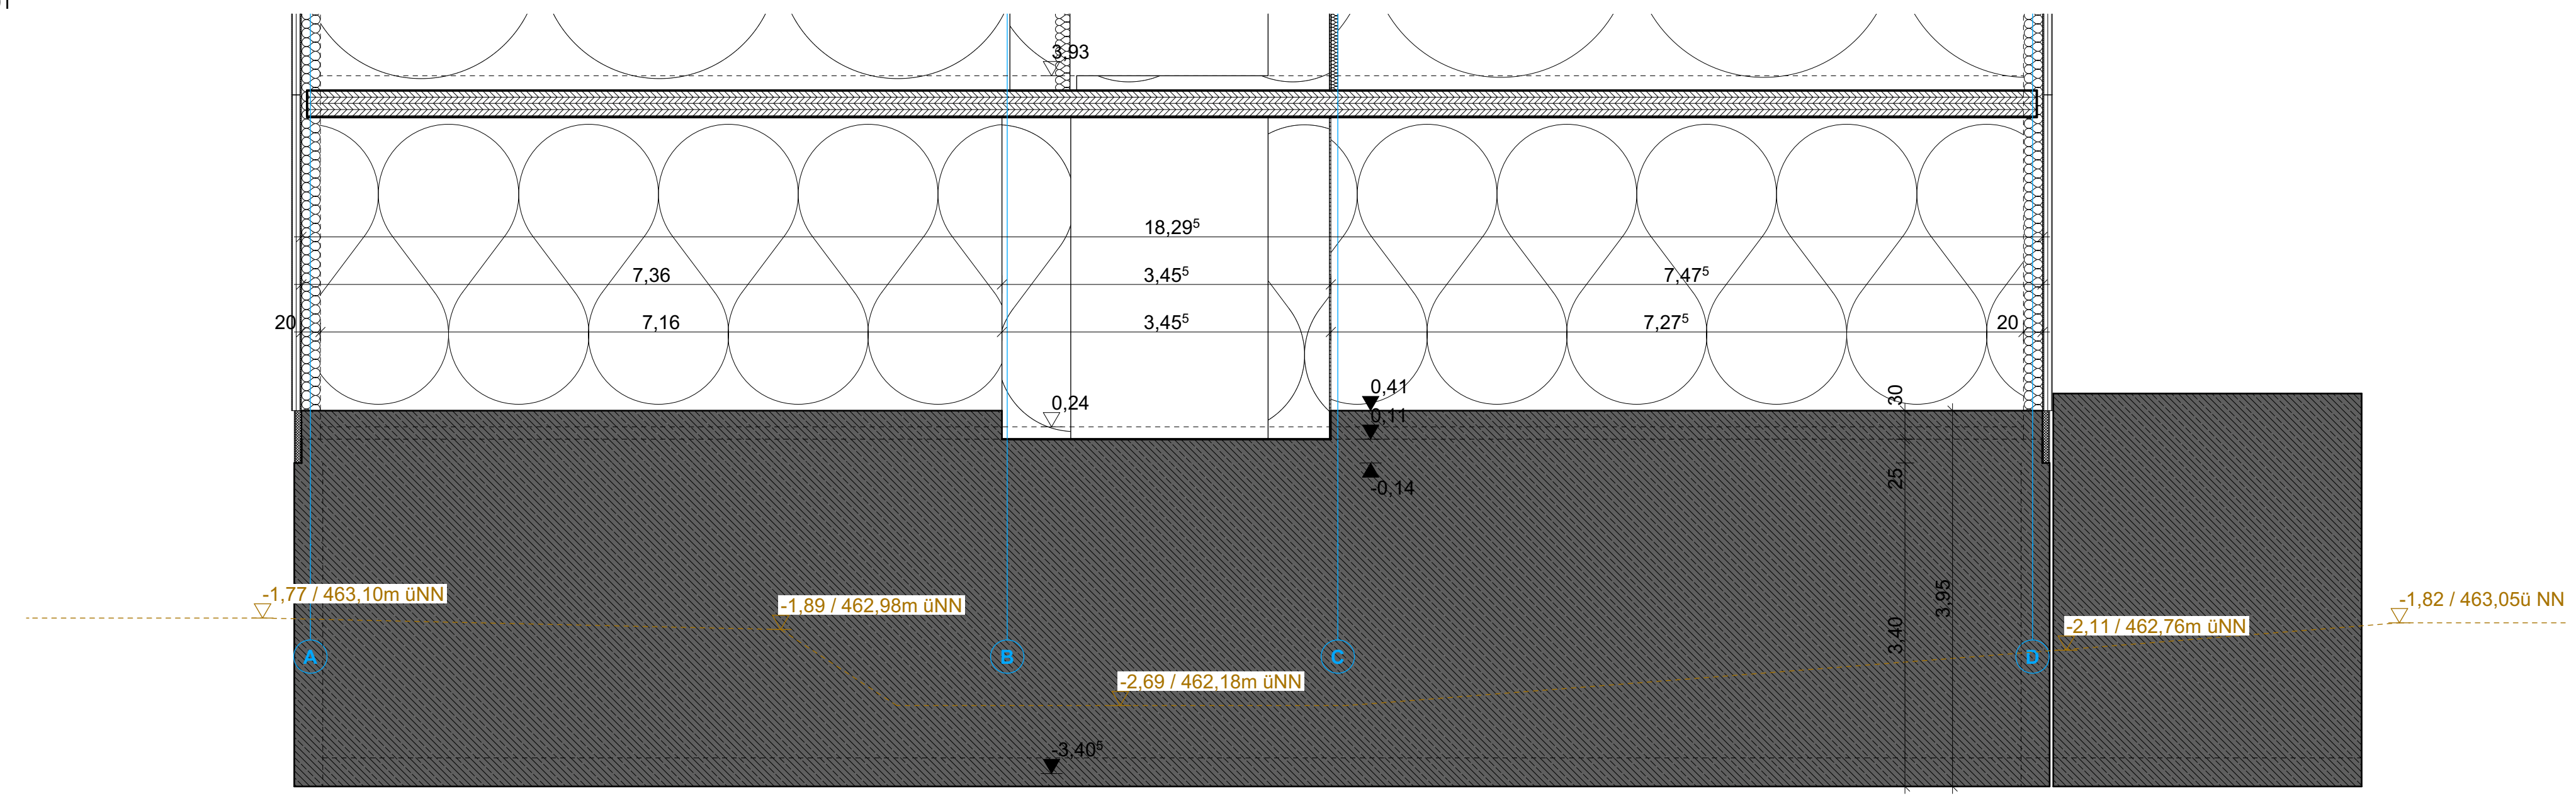 3,93
18,29⁵
7,36 3,45⁵ 7,47⁵
20 7,16 3,45⁵ 7,27⁵ 20
0,41
30
0,24
0,11
25
-0,14
-1,77 / 463,10m üNN
-1,89 / 462,98m üNN
3,95
-1,82 / 463,05ü NN
-2,11 / 462,76m üNN
3,40
A B C D
-2,69 / 462,18m üNN
-3,40⁵